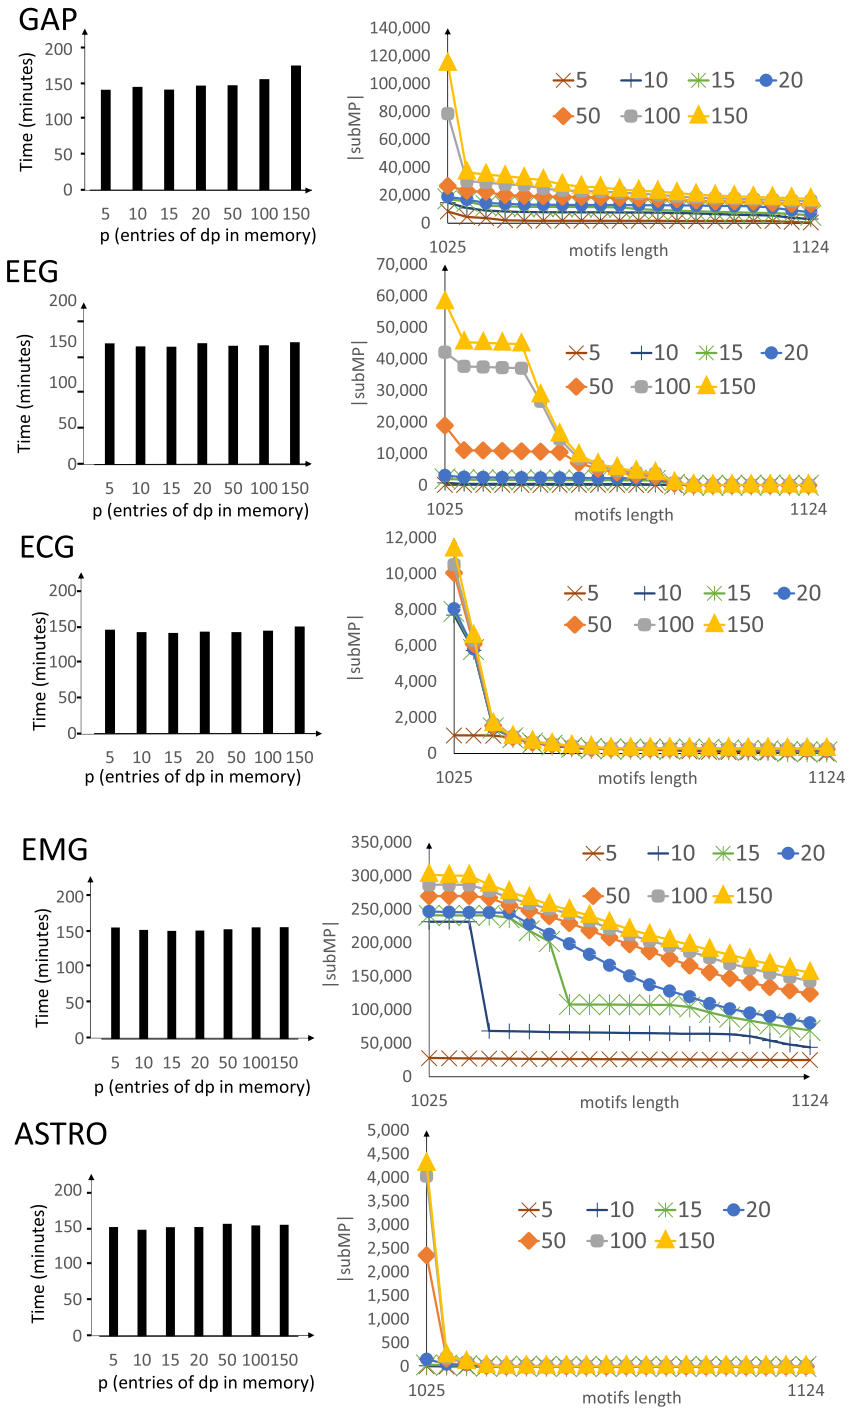 GAP
Time (minutes)
200
150
100
50
0
5 10 15 20 50 100 150
p (entries of dp in memory)
|subMP|
140,000
120,000
100,000
80,000
60,000
40,000
20,000
0
5 10 15 20
50 100 150
1025 motifs length 1124
EEG
Time (minutes)
200
150
100
50
0
5 10 15 20 50 100 150
p (entries of dp in memory)
|subMP|
70,000
60,000
50,000
40,000
30,000
20,000
10,000
0
5 10 15 20
50 100 150
1025 motifs length 1124
ECG
Time (minutes)
200
150
100
50
0
5 10 15 20 50 100 150
p (entries of dp in memory)
|subMP|
12,000
10,000
8,000
6,000
4,000
2,000
0
5 10 15 20
50 100 150
1025 motifs length 1124
EMG
Time (minutes)
200
150
100
50
0
5 10 15 20 50 100 150
p (entries of dp in memory)
|subMP|
350,000
300,000
250,000
200,000
150,000
100,000
50,000
0
5 10 15 20
50 100 150
1025 motifs length 1124
ASTRO
Time (minutes)
200
150
100
50
0
5 10 15 20 50 100 150
p (entries of dp in memory)
|subMP|
5,000
4,500
4,000
3,500
3,000
2,500
2,000
1,500
1,000
500
0
5 10 15 20
50 100 150
1025 motifs length 1124